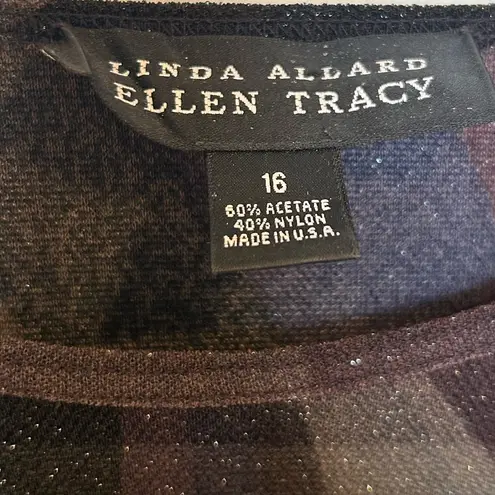 LINDA ALLARD
ELLEN TRACY
16
60% ACETATE
40% NYLON
MADE IN U.S.A.